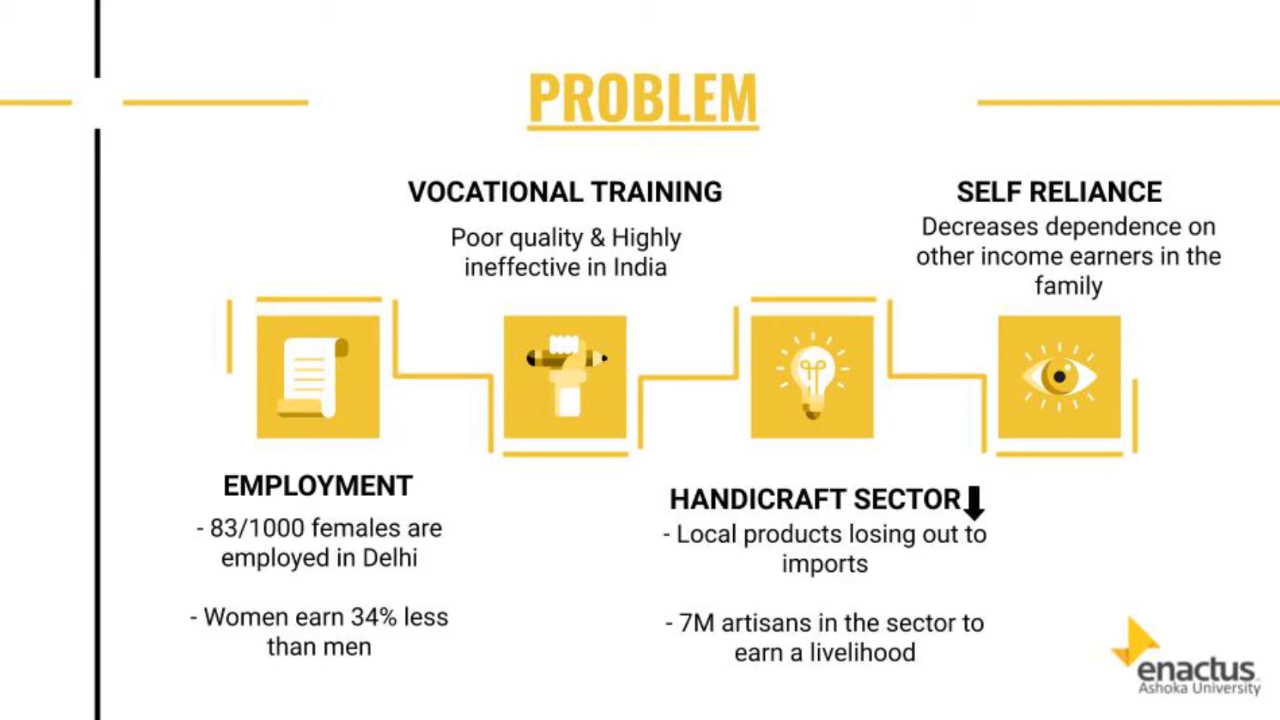 PROBLEM
VOCATIONAL TRAINING
Poor quality & Highly
ineffective in India
SELF RELIANCE
Decreases dependence on
other income earners in the
family
EMPLOYMENT
- 83/1000 females are
employed in Delhi
- Women earn 34% less
than men
HANDICRAFT SECTOR
- Local products losing out to
imports
- 7M artisans in the sector to
earn a livelihood
enactus
Ashoka University